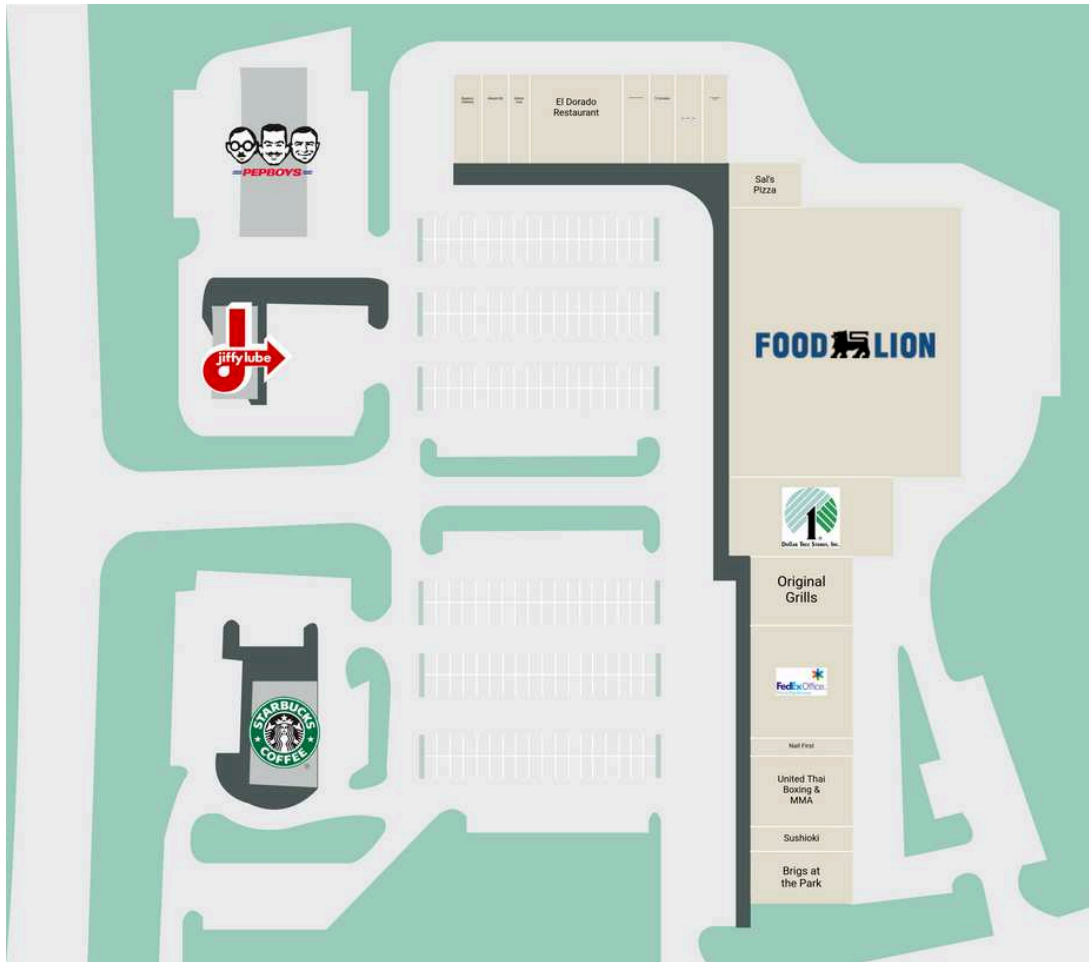 El Dorado
Restaurant
Sal's
Pizza
PEPBOYS
FOOD LION
jiffy lube
1
Dollar Tree Stores, Inc.
Original
Grills
FedEx Office
STARBUCKS
COFFEE
®
Nail First
United Thai
Boxing &
MMA
Sushioki
Brigs at
the Park